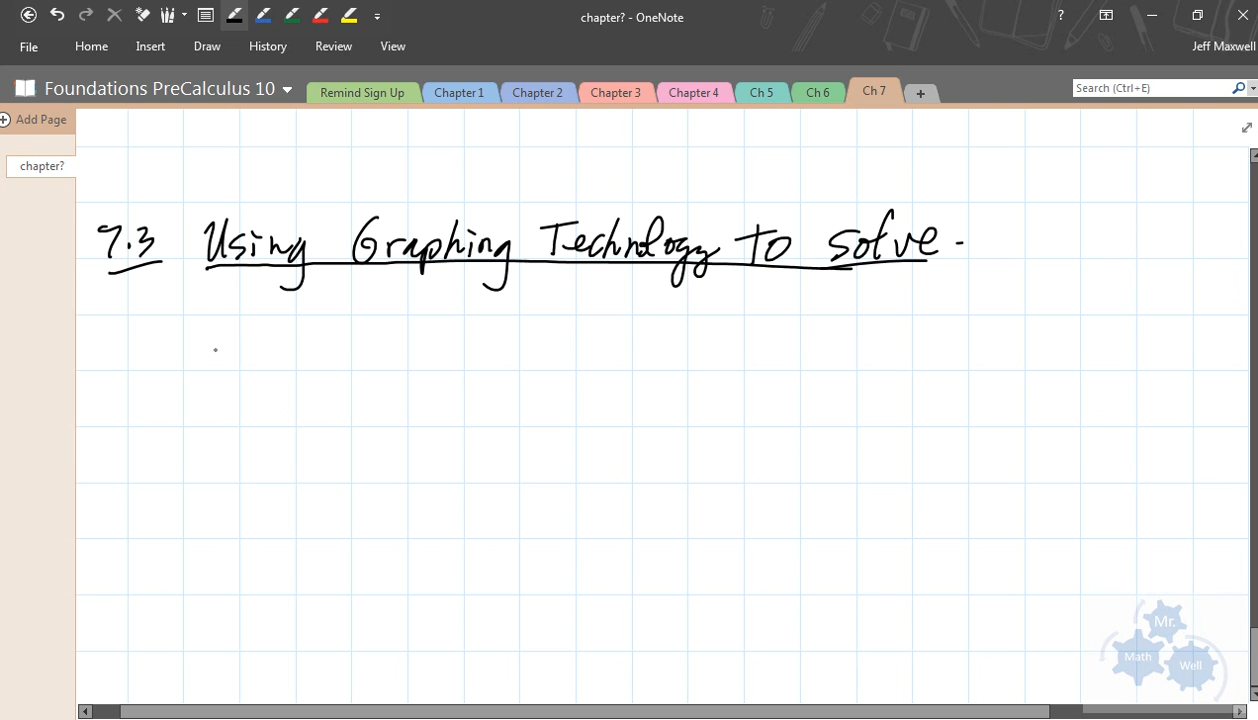 chapter? - OneNote
?
File Home Insert Draw History Review View
Jeff Maxwell
Foundations PreCalculus 10
Remind Sign Up Chapter 1 Chapter 2 Chapter 3 Chapter 4 Ch 5 Ch 6 Ch 7 +
Search (Ctrl+E)
Add Page
chapter?
7.3 Using Graphing Technology to solve -
Mr.
Math Well